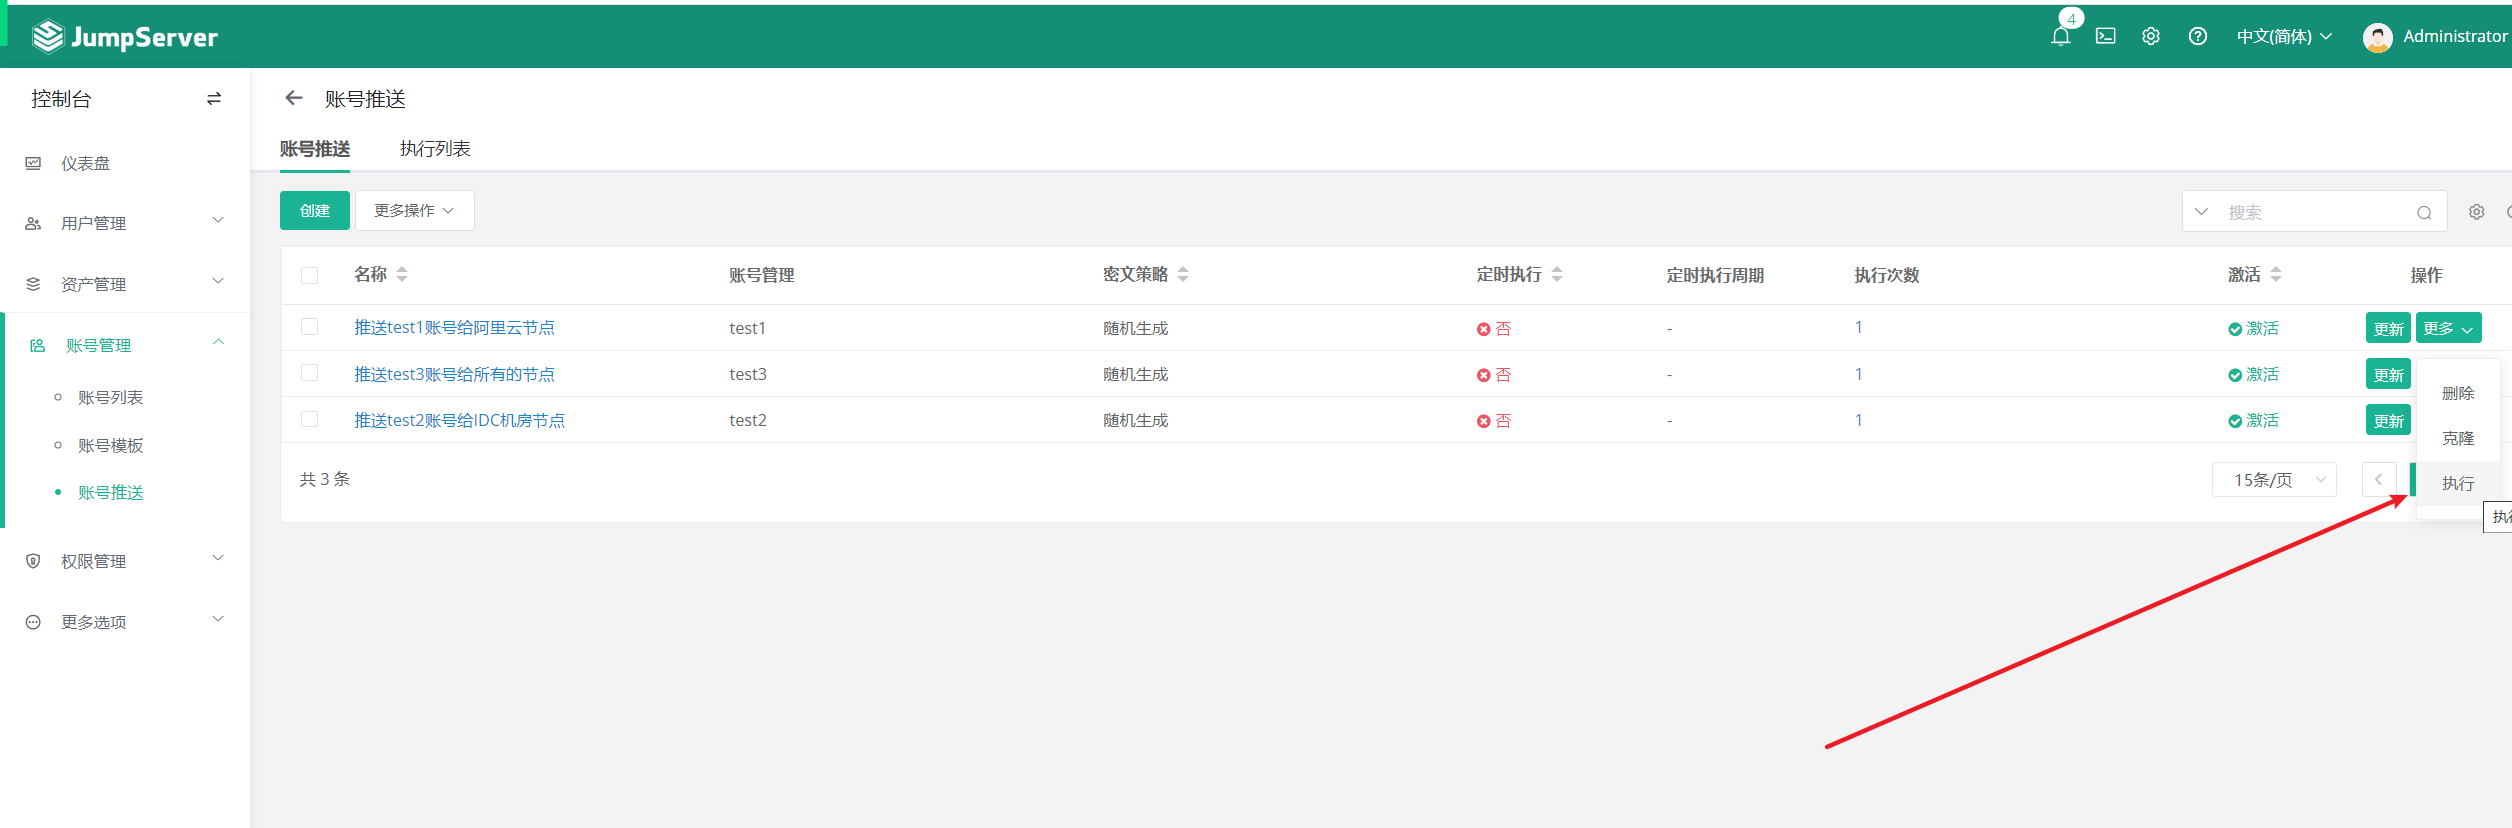 JumpServer
4
中文(简体)
Administrator
控制台
账号推送
仪表盘
用户管理
资产管理
账号管理
账号列表
账号模板
账号推送
权限管理
更多选项
账号推送 执行列表
创建 更多操作 搜索
名称 账号管理 密文策略 定时执行 定时执行周期 执行次数 激活 操作
推送test1账号给阿里云节点 test1 随机生成 否 - 1 激活 更新 更多
推送test3账号给所有的节点 test3 随机生成 否 - 1 激活 更新
推送test2账号给IDC机房节点 test2 随机生成 否 - 1 激活 更新
删除
克隆
执行
共 3 条 15条/页